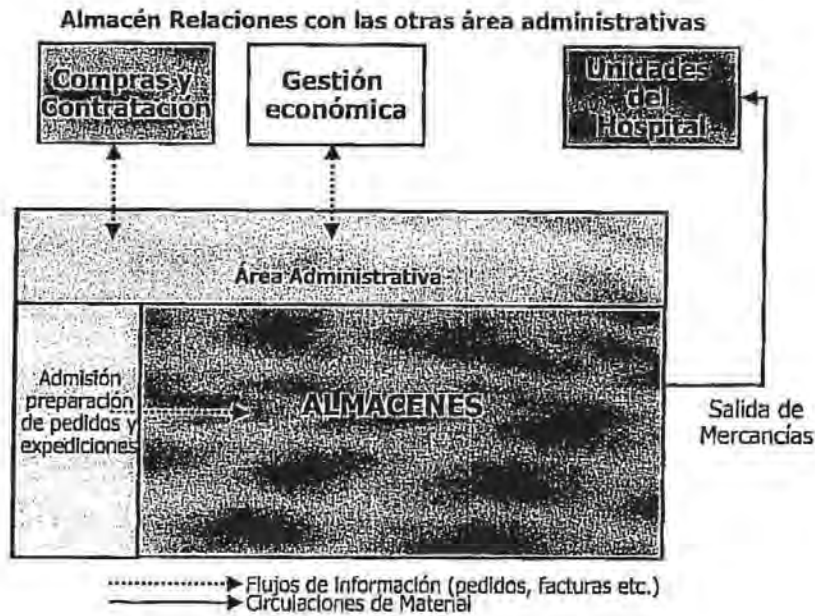 Almacén Relaciones con las otras área administrativas
Compras y
Contratación
Gestión
económica
Unidades
del
Hospital
Área Administrativa
Admisión
preparación
de pedidos y
expediciones
ALMACENES
Salida de
Mercancías
Flujos de Información (pedidos, facturas etc.)
Circulaciones de Material